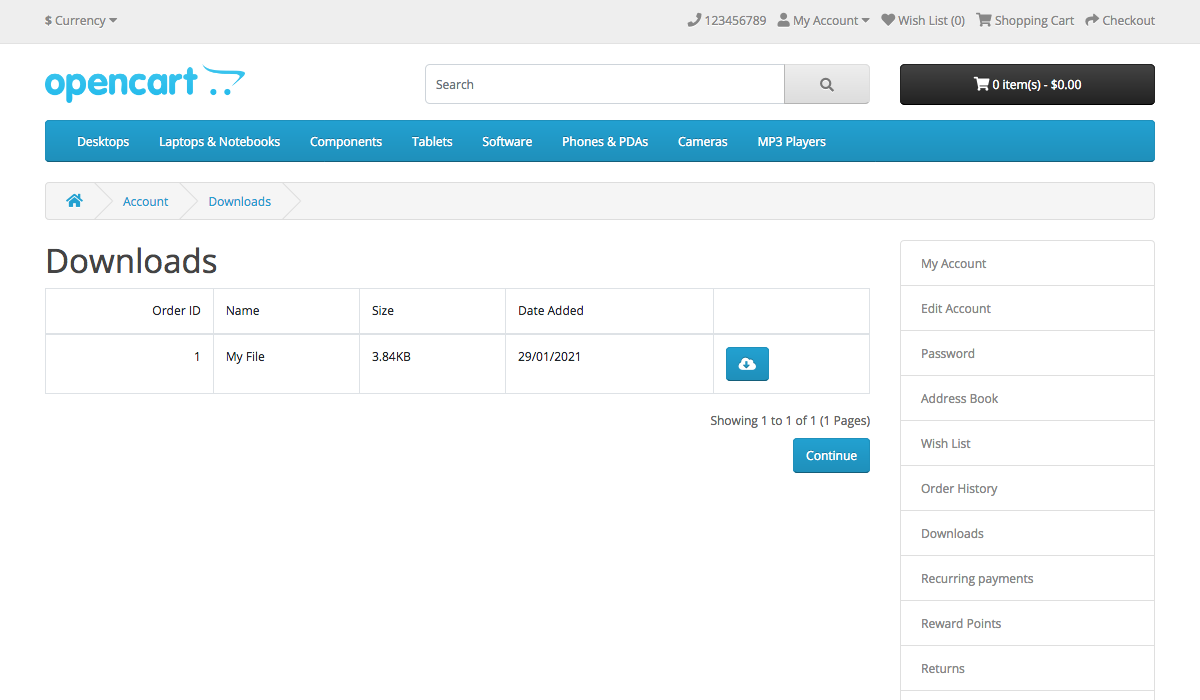 $ Currency
123456789 My Account Wish List (0) Shopping Cart Checkout
opencart
Search
0 item(s) - $0.00
Desktops Laptops & Notebooks Components Tablets Software Phones & PDAs Cameras MP3 Players
Account Downloads
Downloads
Order ID Name Size Date Added
1 My File 3.84KB 29/01/2021
Showing 1 to 1 of 1 (1 Pages)
Continue
My Account
Edit Account
Password
Address Book
Wish List
Order History
Downloads
Recurring payments
Reward Points
Returns